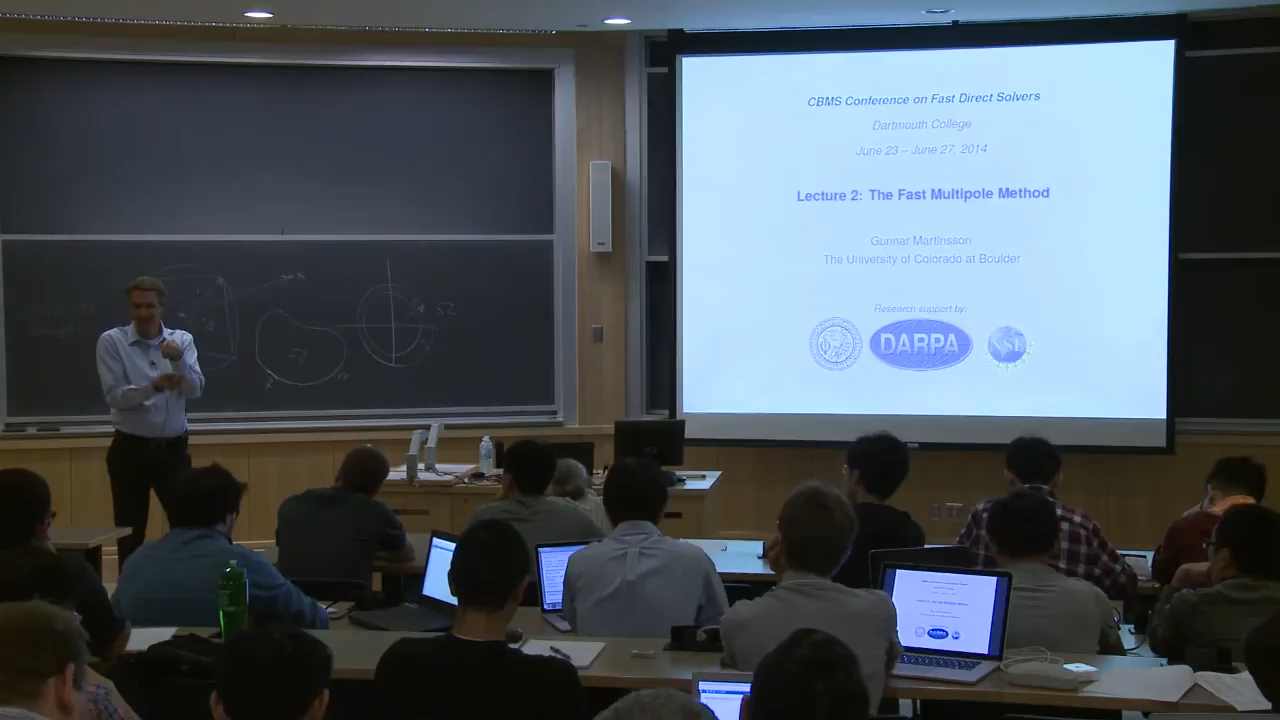 CBMS Conference on Fast Direct Solvers
Dartmouth College
June 23 – June 27, 2014
Lecture 2: The Fast Multipole Method
Gunnar Martinsson
The University of Colorado at Boulder
Research support by:
DARPA
NSF
Ω
Ω